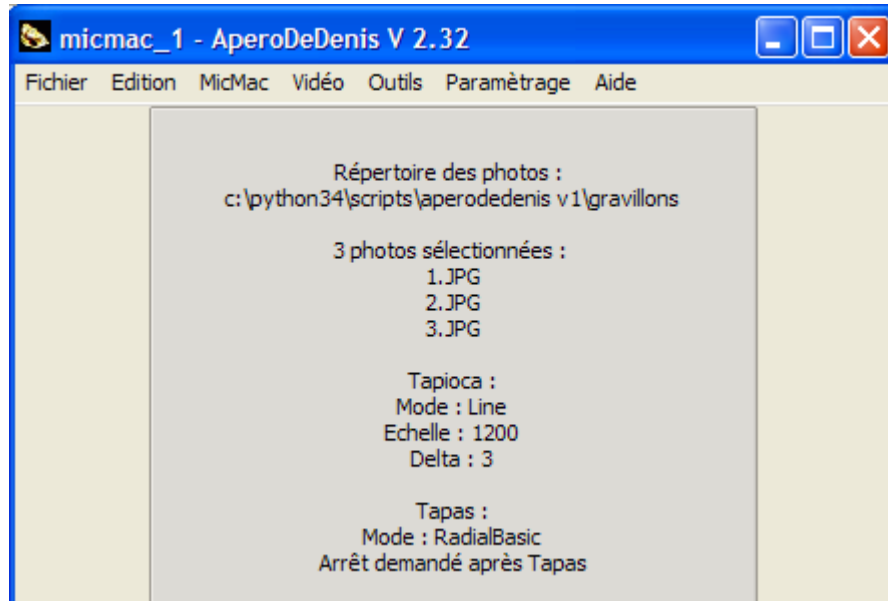 micmac_1 - AperoDeDenis V 2.32
Fichier Edition MicMac Vidéo Outils Paramètrage Aide
Répertoire des photos :
c:\python34\scripts\aperodedenis v1\gravillons
3 photos sélectionnées :
1.JPG
2.JPG
3.JPG
Tapioca :
Mode : Line
Echelle : 1200
Delta : 3
Tapas :
Mode : RadialBasic
Arrêt demandé après Tapas